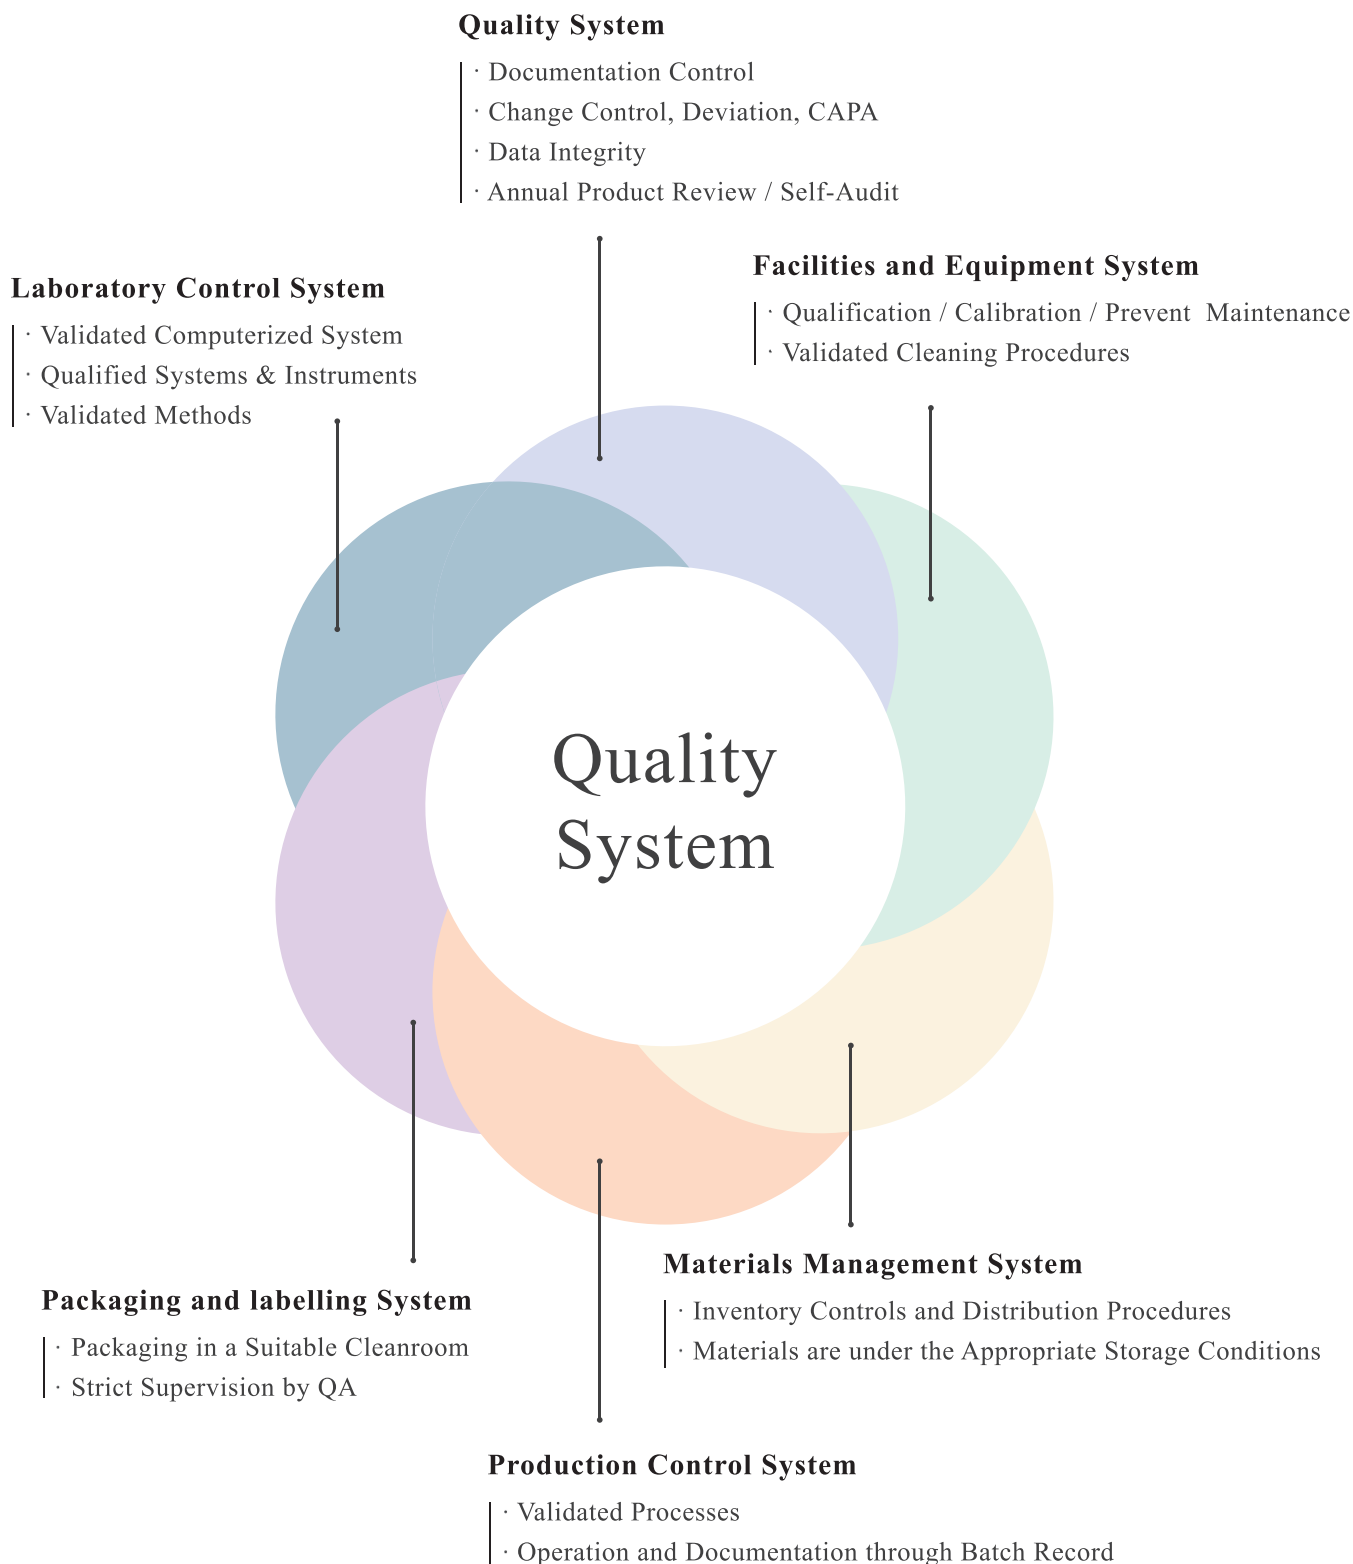 Quality System
· Documentation Control
· Change Control, Deviation, CAPA
· Data Integrity
· Annual Product Review / Self-Audit
Laboratory Control System
· Validated Computerized System
· Qualified Systems & Instruments
· Validated Methods
Facilities and Equipment System
· Qualification / Calibration / Prevent Maintenance
· Validated Cleaning Procedures
Quality
System
Packaging and labelling System
· Packaging in a Suitable Cleanroom
· Strict Supervision by QA
Materials Management System
· Inventory Controls and Distribution Procedures
· Materials are under the Appropriate Storage Conditions
Production Control System
· Validated Processes
· Operation and Documentation through Batch Record